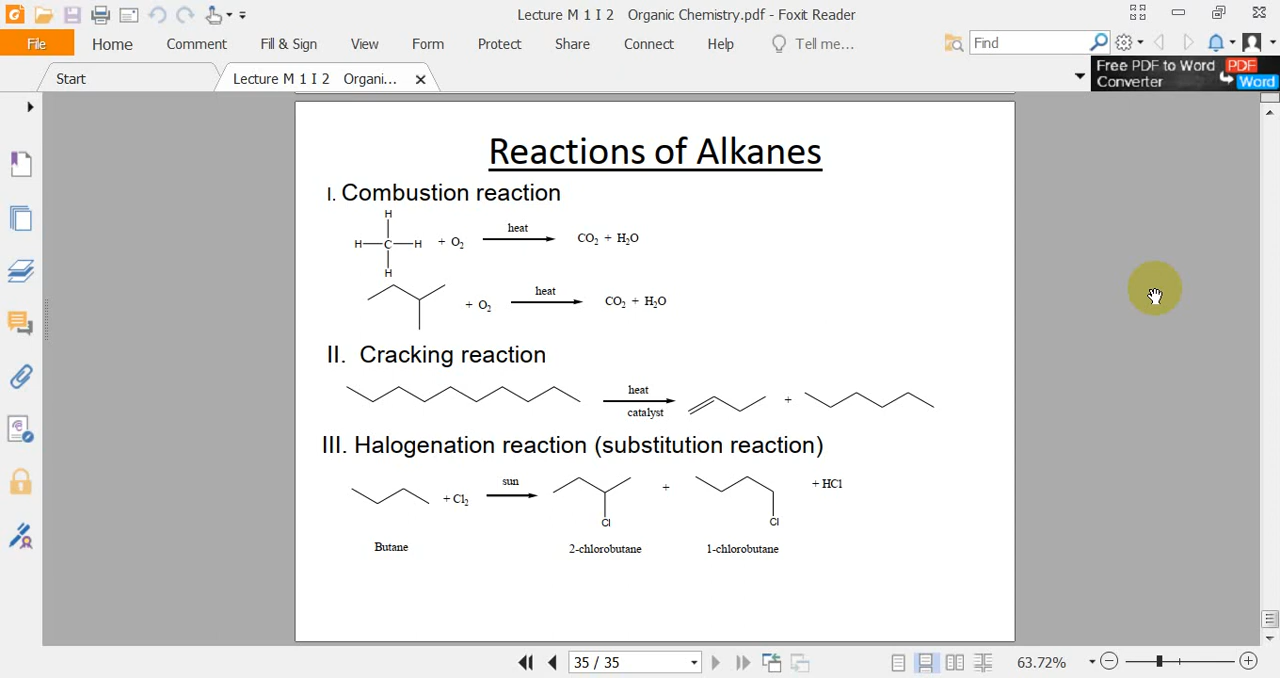 Lecture M 1 I 2 Organic Chemistry.pdf - Foxit Reader
File Home Comment Fill & Sign View Form Protect Share Connect Help Tell me... Find
Start Lecture M 1 I 2 Organi... Free PDF to Word PDF
Converter Word
Reactions of Alkanes
I. Combustion reaction
H
heat
H C H + O₂ CO₂ + H₂O
H
heat
+ O₂ CO₂ + H₂O
II. Cracking reaction
heat
+
catalyst
III. Halogenation reaction (substitution reaction)
sun
+ Cl₂ + + HCl
Cl Cl
Butane 2-chlorobutane 1-chlorobutane
35 / 35 63.72%